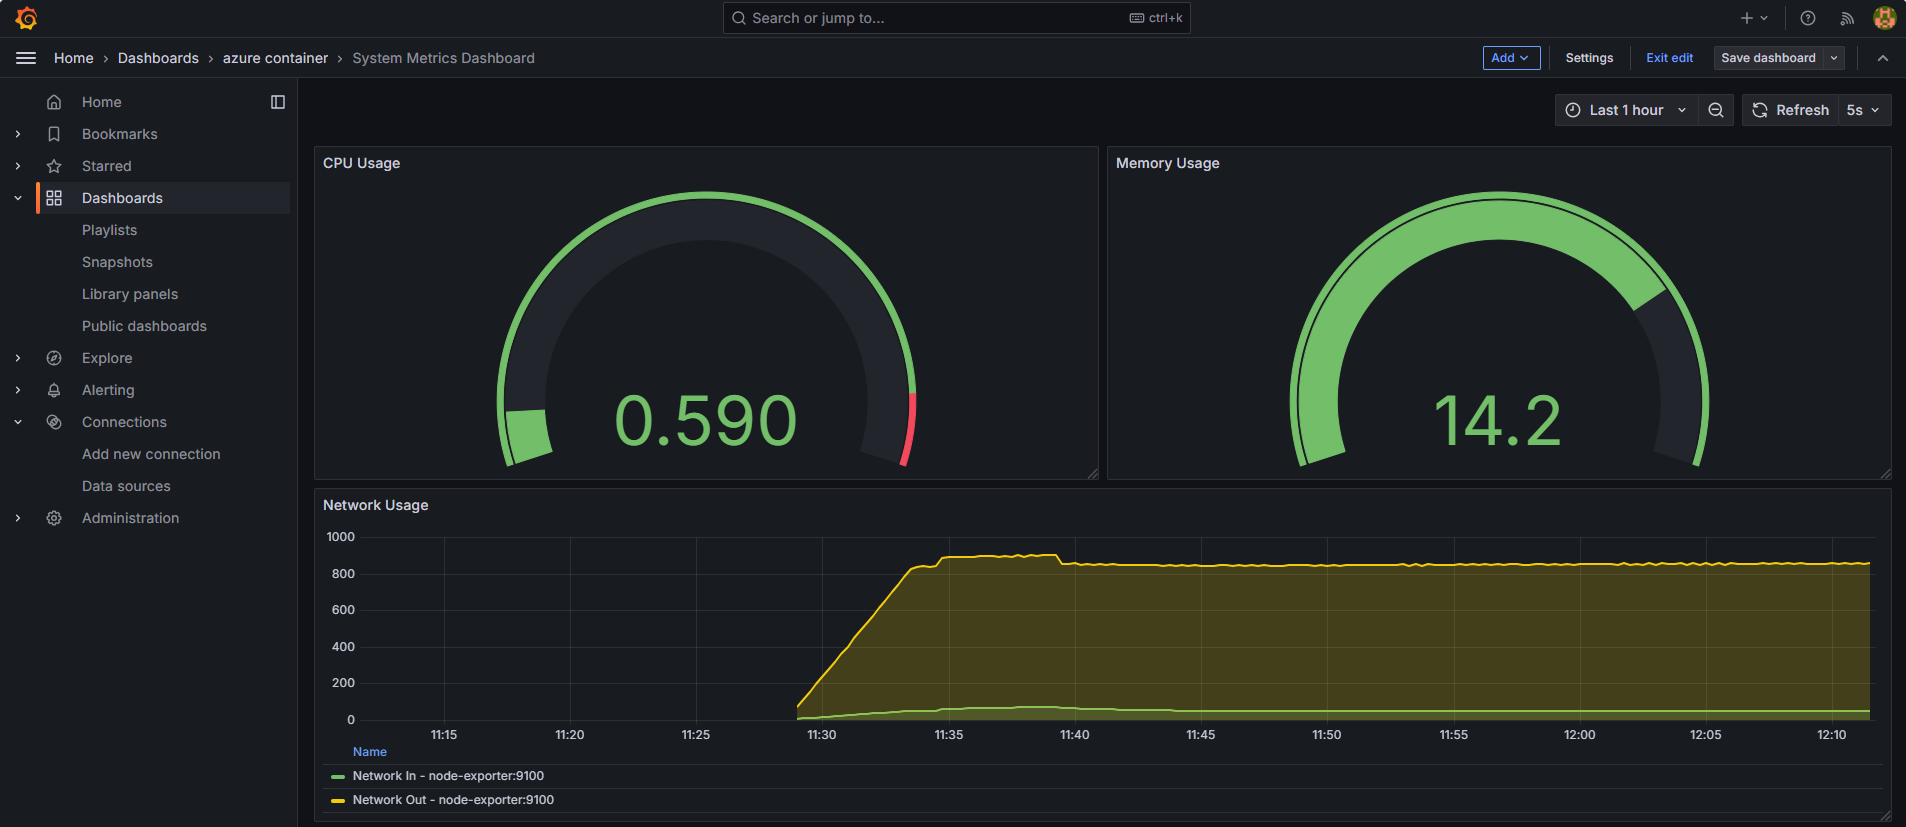 Search or jump to...
ctrl+k
Home › Dashboards › azure container › System Metrics Dashboard
Add
Settings
Exit edit
Save dashboard
Home
Bookmarks
Starred
Dashboards
Playlists
Snapshots
Library panels
Public dashboards
Explore
Alerting
Connections
Add new connection
Data sources
Administration
Last 1 hour
Refresh
5s
CPU Usage
0.590
Memory Usage
14.2
Network Usage
1000
800
600
400
200
0
11:15 11:20 11:25 11:30 11:35 11:40 11:45 11:50 11:55 12:00 12:05 12:10
Name
Network In - node-exporter:9100
Network Out - node-exporter:9100